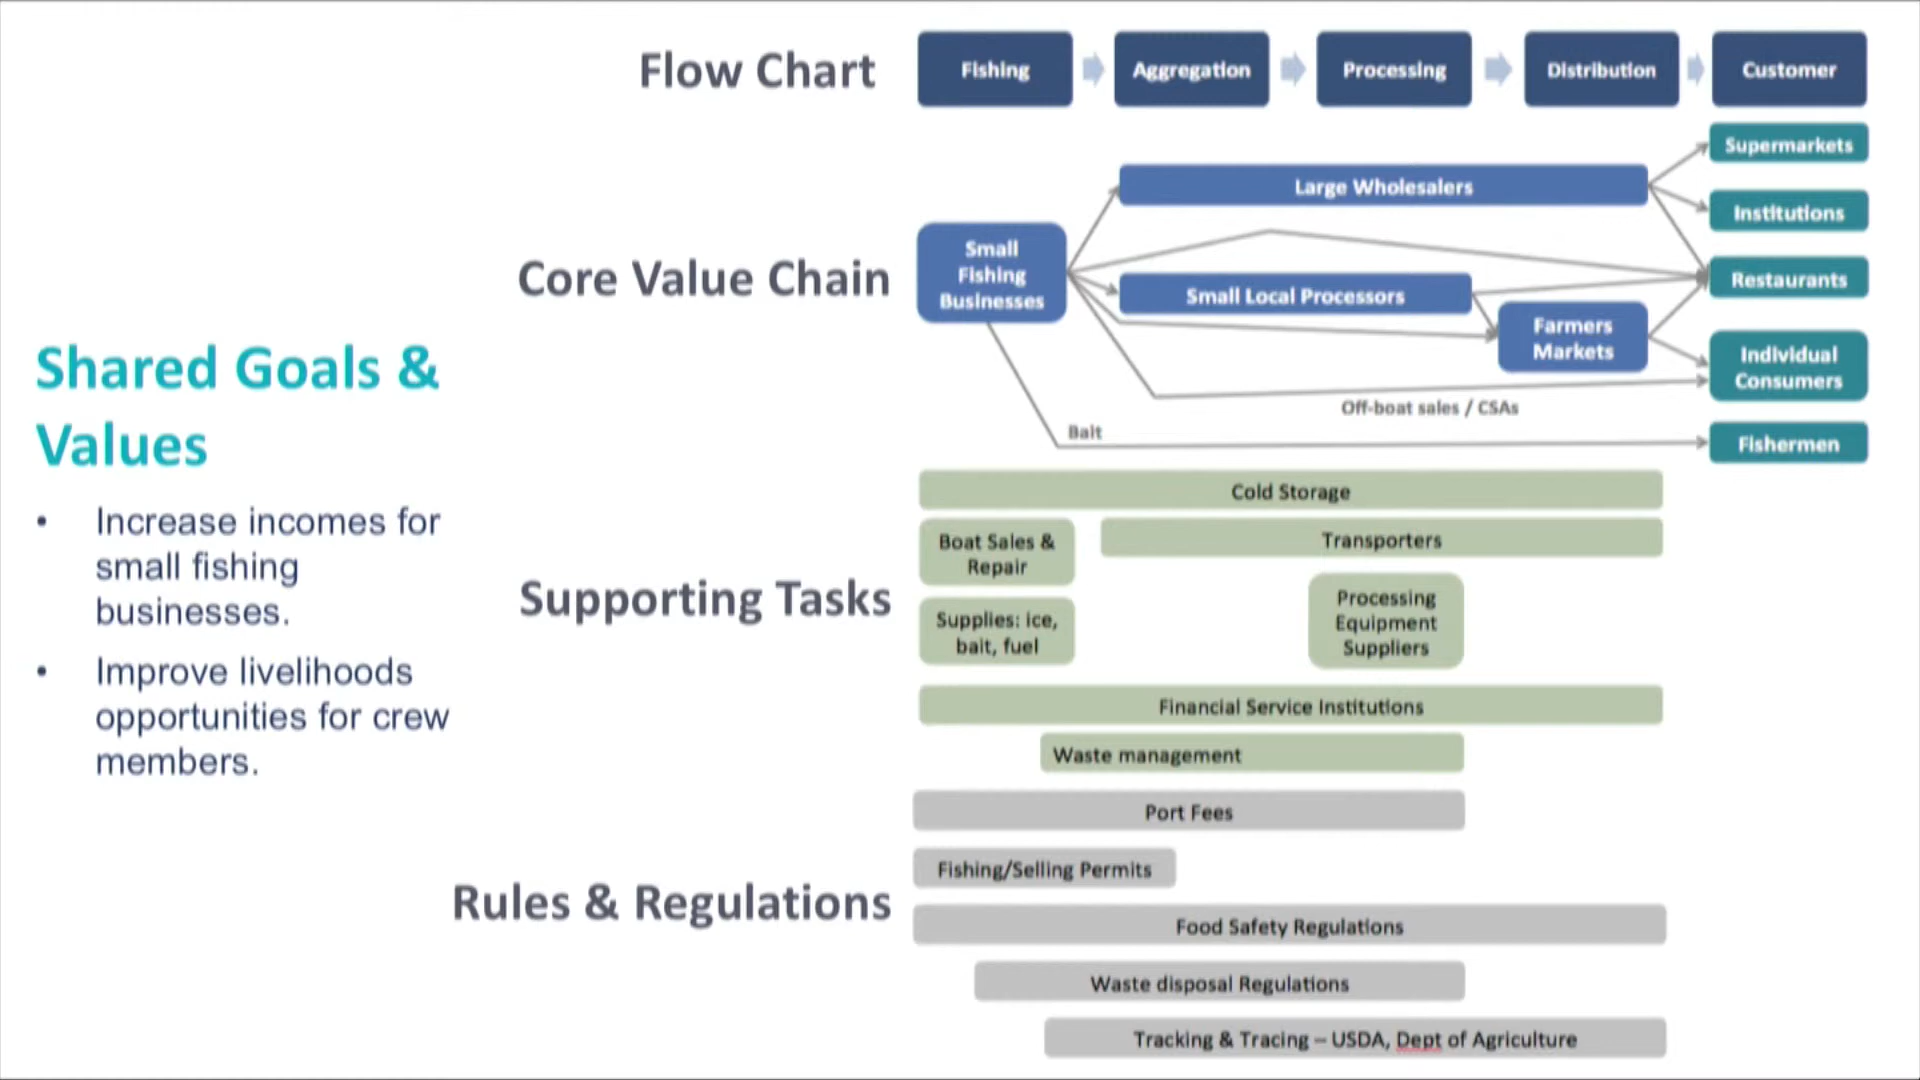 Flow Chart
Fishing
Aggregation
Processing
Distribution
Customer
Supermarkets
Large Wholesalers
Institutions
Core Value Chain
Small
Fishing
Businesses
Restaurants
Small Local Processors
Farmers
Markets
Individual
Consumers
Off-boat sales / CSAs
Bait
Fishermen
Shared Goals &
Values
• Increase incomes for
small fishing
businesses.
• Improve livelihoods
opportunities for crew
members.
Supporting Tasks
Cold Storage
Boat Sales &
Repair
Transporters
Supplies: ice,
bait, fuel
Processing
Equipment
Suppliers
Financial Service Institutions
Waste management
Rules & Regulations
Port Fees
Fishing/Selling Permits
Food Safety Regulations
Waste disposal Regulations
Tracking & Tracing – USDA, Dept of Agriculture